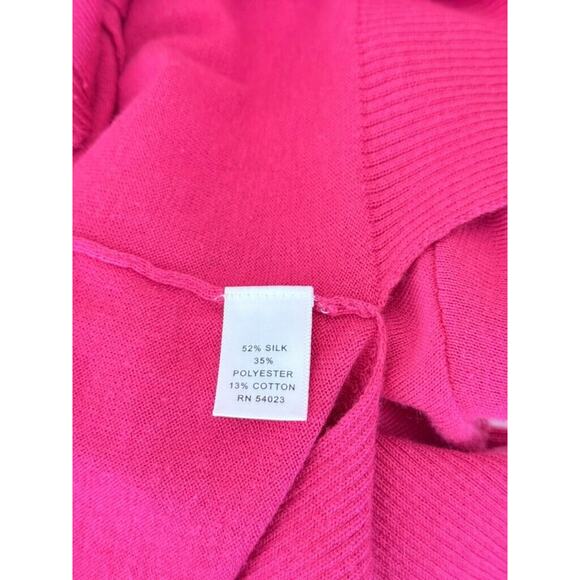 52% SILK
35%
POLYESTER
13% COTTON
RN 54023